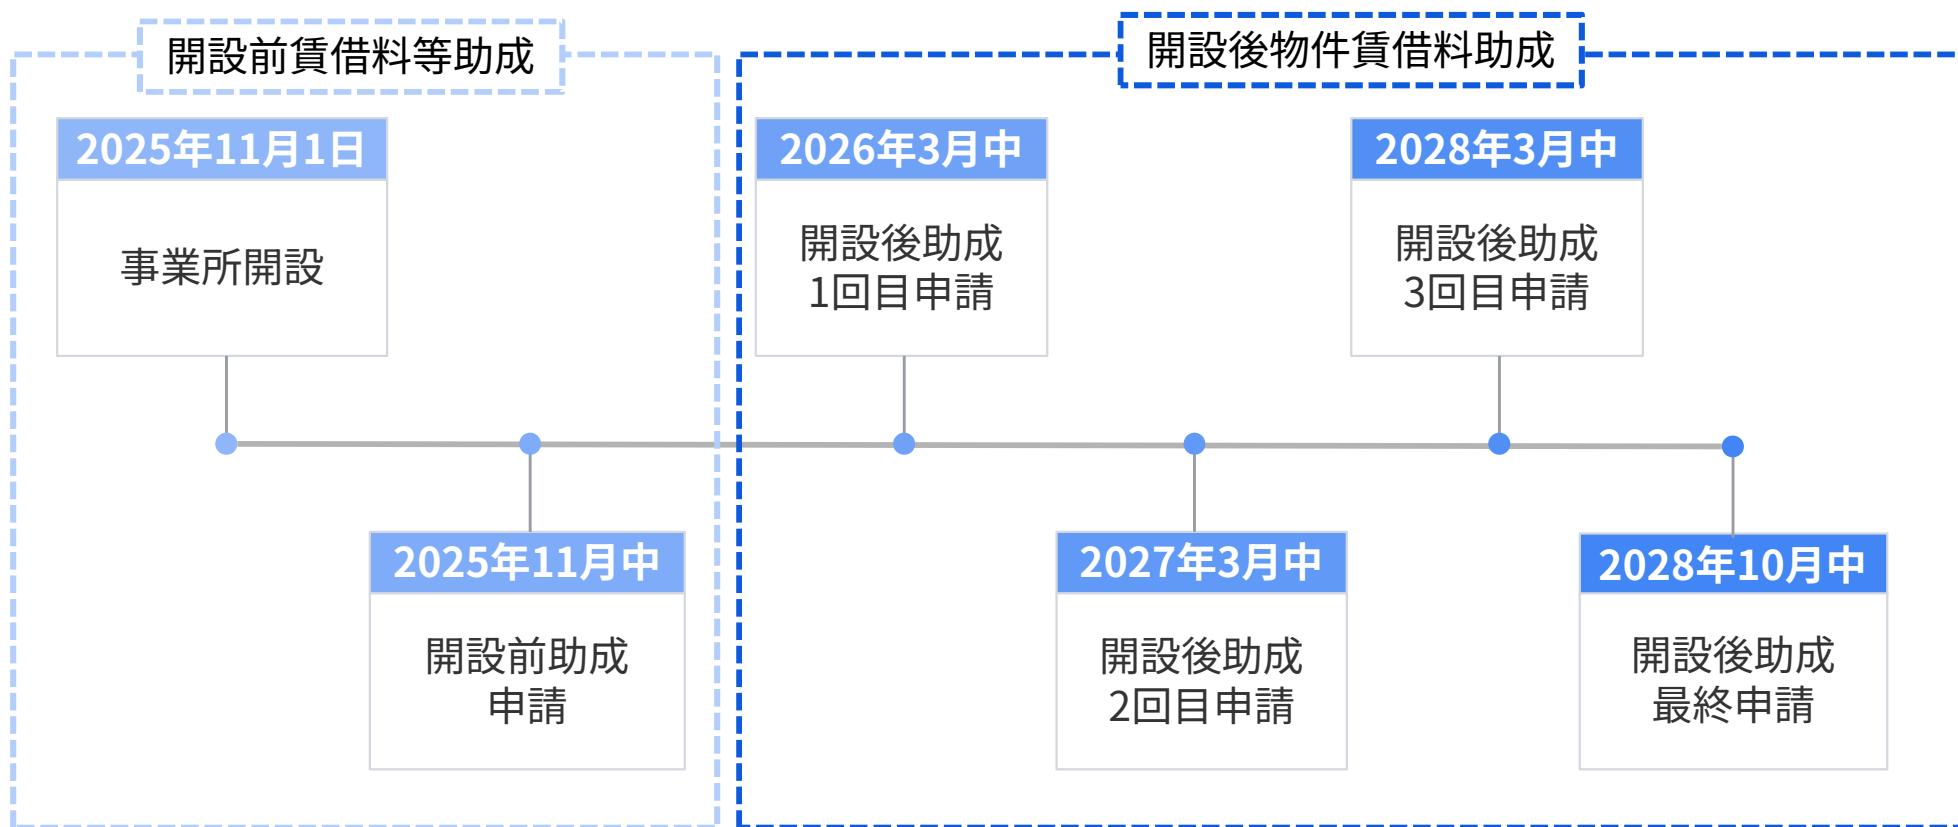 開設前賃借料等助成
2025年11月1日
事業所開設
2025年11月中
開設前助成
申請
開設後物件賃借料助成
2026年3月中
開設後助成
1回目申請
2027年3月中
開設後助成
2回目申請
2028年3月中
開設後助成
3回目申請
2028年10月中
開設後助成
最終申請